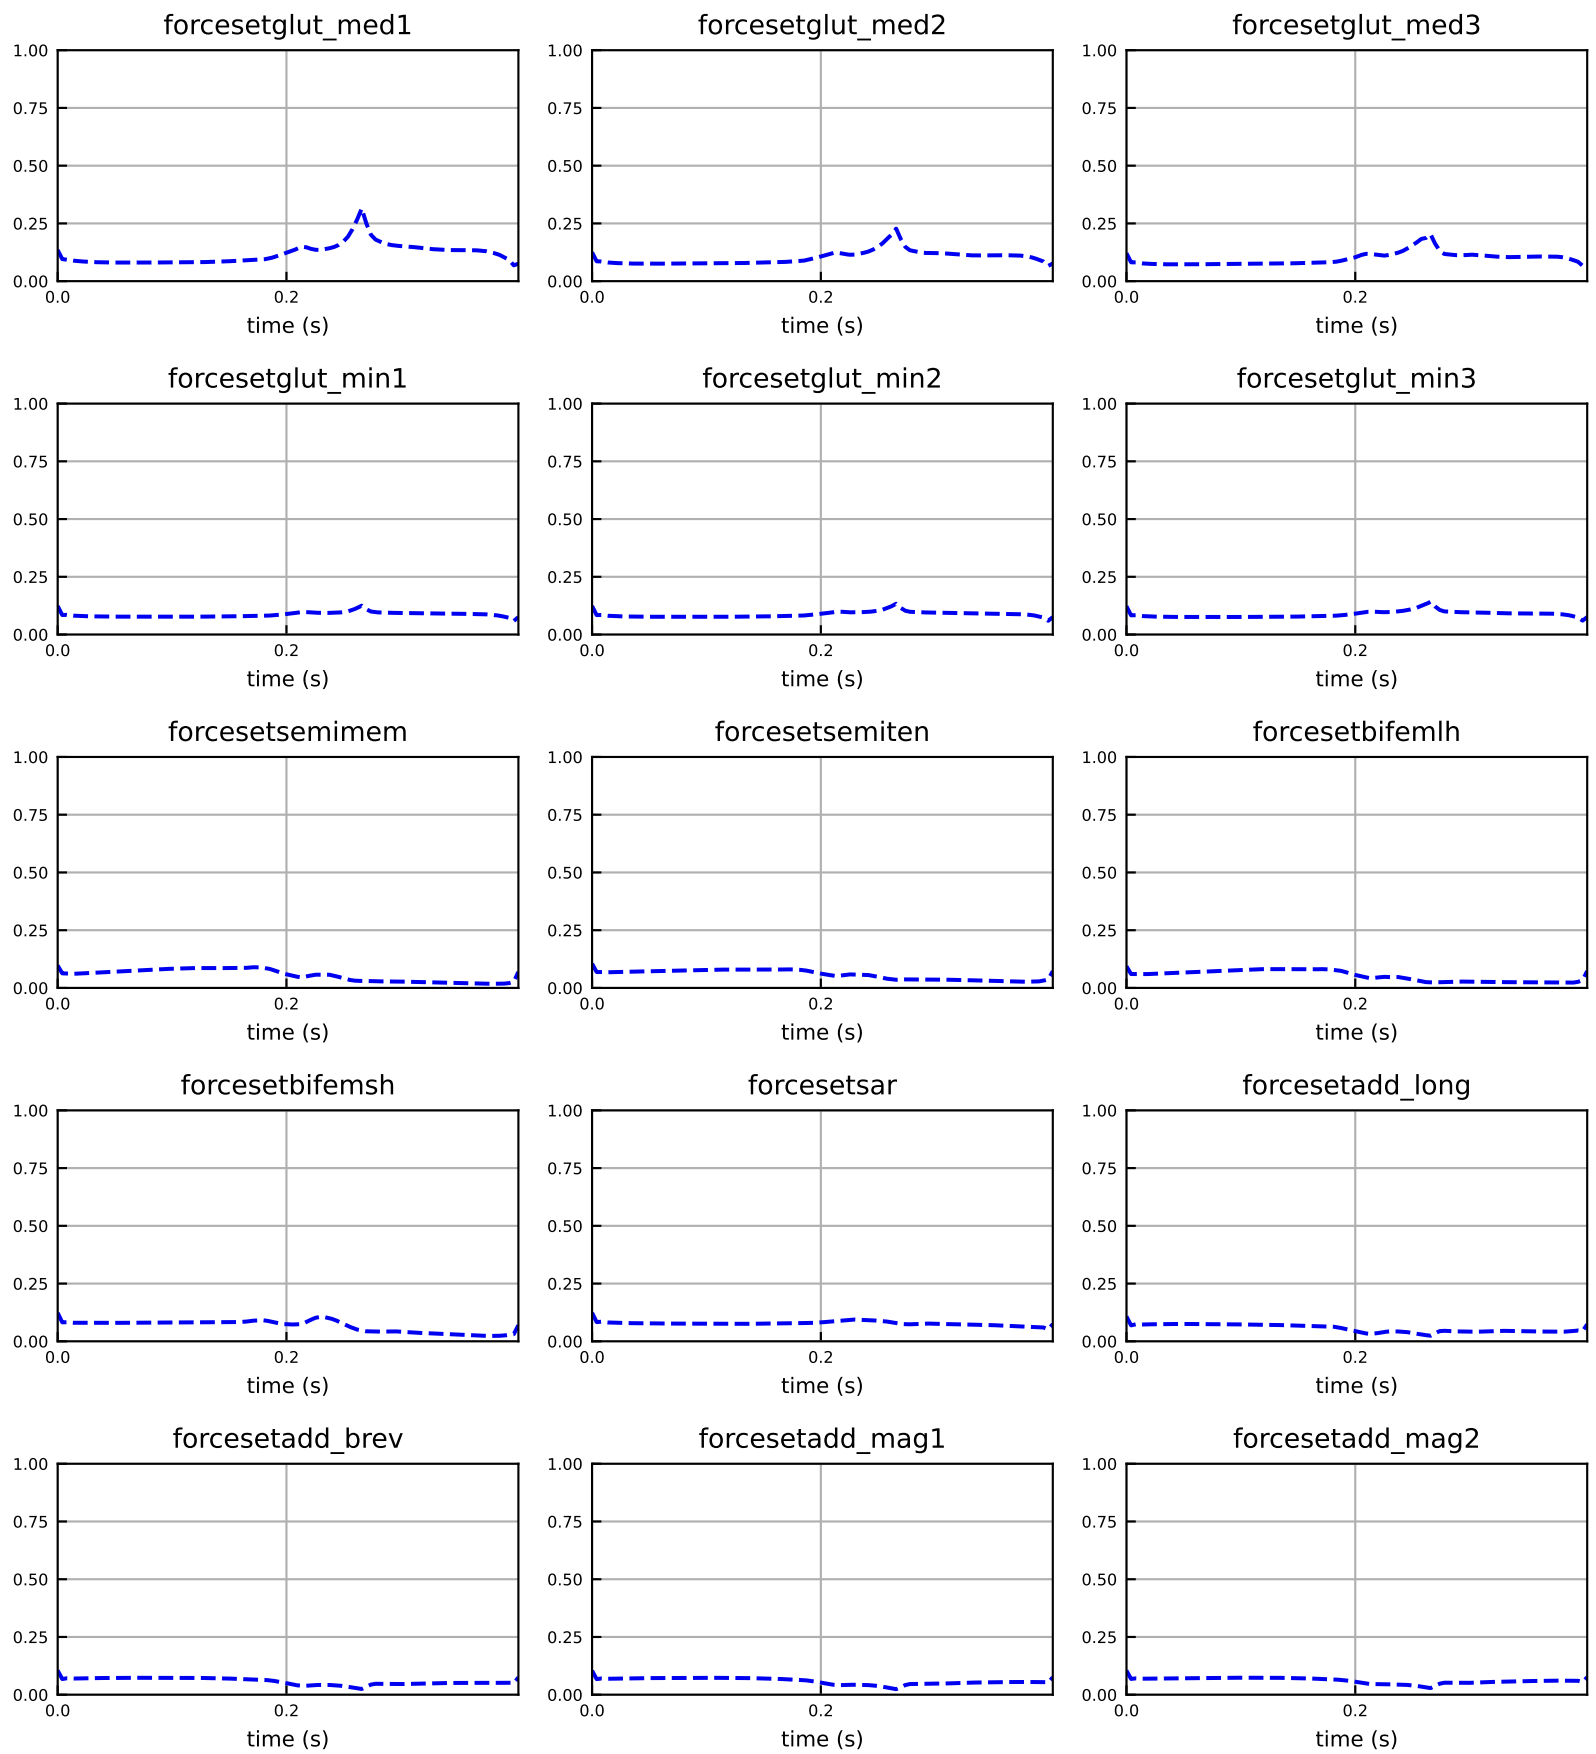 forcesetglut_med1 forcesetglut_med2 forcesetglut_med3
1.00 1.00 1.00
0.75 0.75 0.75
0.50 0.50 0.50
0.25 0.25 0.25
0.00 0.00 0.00
0.0 0.2 0.0 0.2 0.0 0.2
time (s) time (s) time (s)
forcesetglut_min1 forcesetglut_min2 forcesetglut_min3
1.00 1.00 1.00
0.75 0.75 0.75
0.50 0.50 0.50
0.25 0.25 0.25
0.00 0.00 0.00
0.0 0.2 0.0 0.2 0.0 0.2
time (s) time (s) time (s)
forcesetsemimem forcesetsemiten forcesetbifemlh
1.00 1.00 1.00
0.75 0.75 0.75
0.50 0.50 0.50
0.25 0.25 0.25
0.00 0.00 0.00
0.0 0.2 0.0 0.2 0.0 0.2
time (s) time (s) time (s)
forcesetbifemsh forcesetsar forcesetadd_long
1.00 1.00 1.00
0.75 0.75 0.75
0.50 0.50 0.50
0.25 0.25 0.25
0.00 0.00 0.00
0.0 0.2 0.0 0.2 0.0 0.2
time (s) time (s) time (s)
forcesetadd_brev forcesetadd_mag1 forcesetadd_mag2
1.00 1.00 1.00
0.75 0.75 0.75
0.50 0.50 0.50
0.25 0.25 0.25
0.00 0.00 0.00
0.0 0.2 0.0 0.2 0.0 0.2
time (s) time (s) time (s)